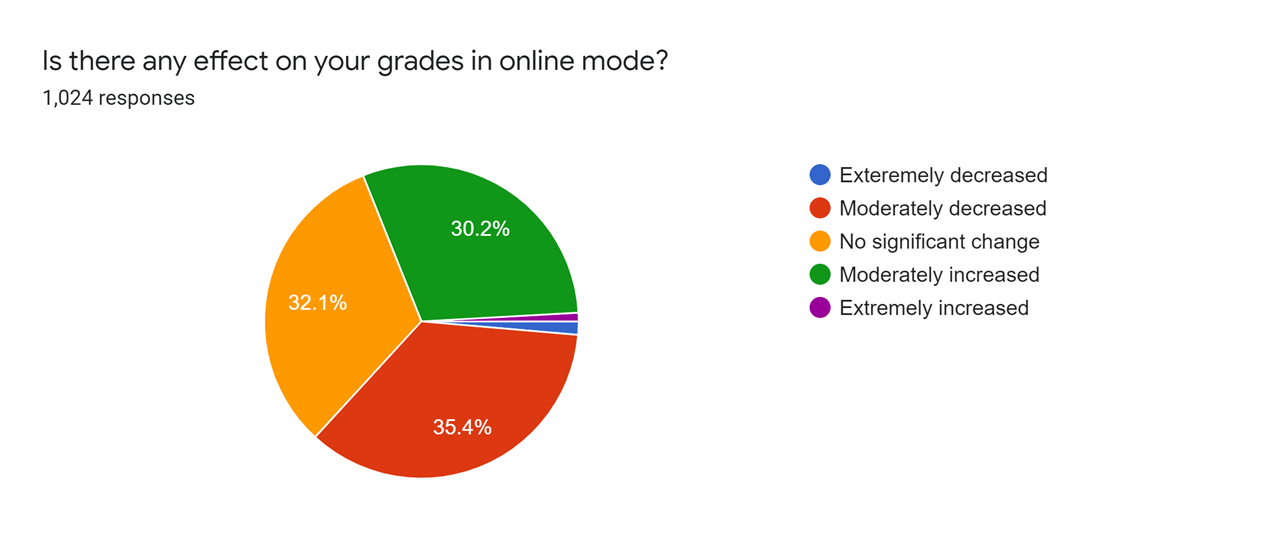 Is there any effect on your grades in online mode?
1,024 responses
30.2%
32.1%
35.4%
Exteremely decreased
Moderately decreased
No significant change
Moderately increased
Extremely increased